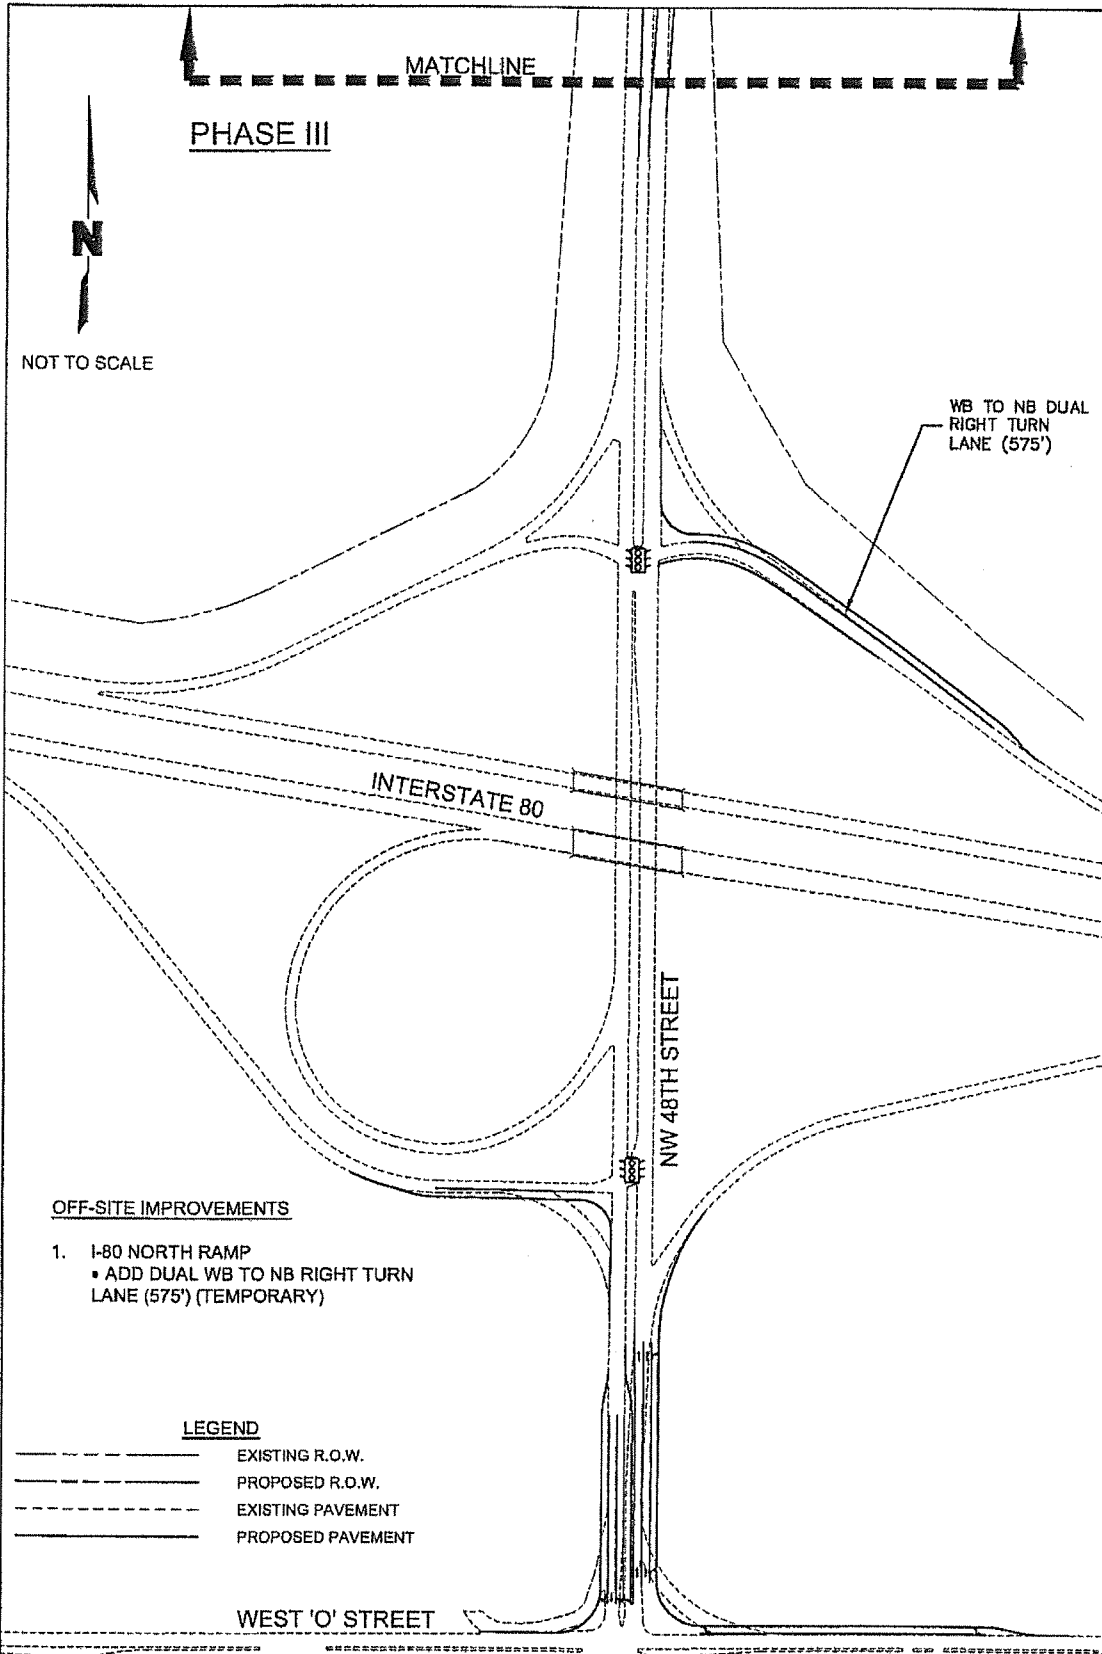 MATCHLINE
PHASE III
N
NOT TO SCALE
WB TO NB DUAL
RIGHT TURN
LANE (575')
INTERSTATE 80
NW 48TH STREET
OFF-SITE IMPROVEMENTS
1. I-80 NORTH RAMP
• ADD DUAL WB TO NB RIGHT TURN
LANE (575') (TEMPORARY)
LEGEND
EXISTING R.O.W.
PROPOSED R.O.W.
EXISTING PAVEMENT
PROPOSED PAVEMENT
WEST 'O' STREET